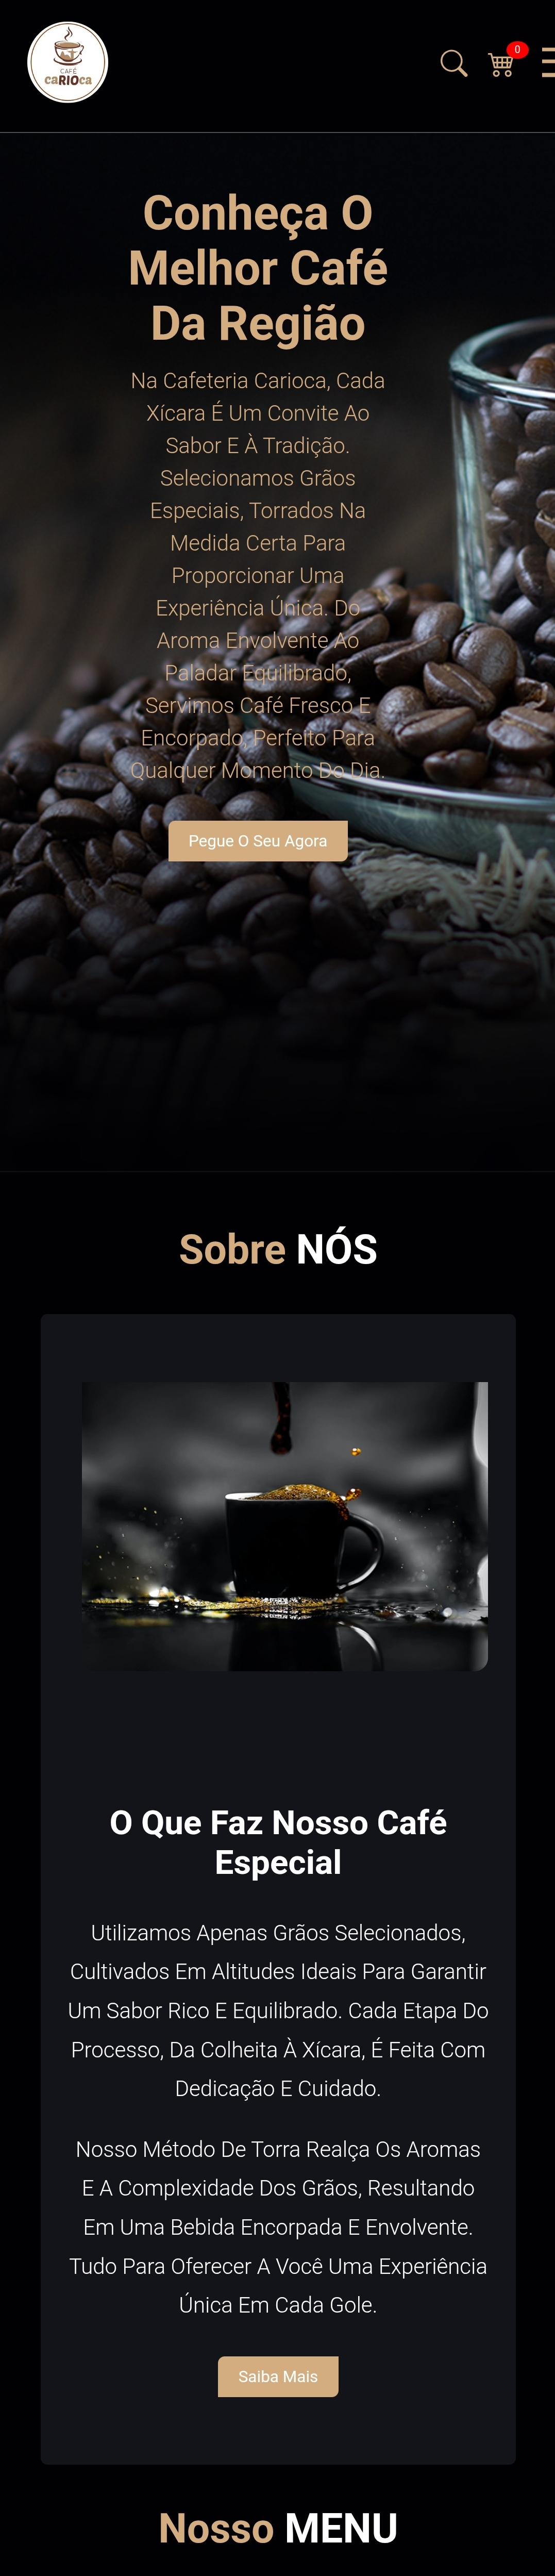 CAFÉ
caRIOca
0
Conheça O
Melhor Café
Da Região
Na Cafeteria Carioca, Cada
Xícara É Um Convite Ao
Sabor E À Tradição.
Selecionamos Grãos
Especiais, Torrados Na
Medida Certa Para
Proporcionar Uma
Experiência Única. Do
Aroma Envolvente Ao
Paladar Equilibrado,
Servimos Café Fresco E
Encorpado, Perfeito Para
Qualquer Momento Do Dia.
Pegue O Seu Agora
Sobre NÓS
O Que Faz Nosso Café
Especial
Utilizamos Apenas Grãos Selecionados,
Cultivados Em Altitudes Ideais Para Garantir
Um Sabor Rico E Equilibrado. Cada Etapa Do
Processo, Da Colheita À Xícara, É Feita Com
Dedicação E Cuidado.
Nosso Método De Torra Realça Os Aromas
E A Complexidade Dos Grãos, Resultando
Em Uma Bebida Encorpada E Envolvente.
Tudo Para Oferecer A Você Uma Experiência
Única Em Cada Gole.
Saiba Mais
Nosso MENU